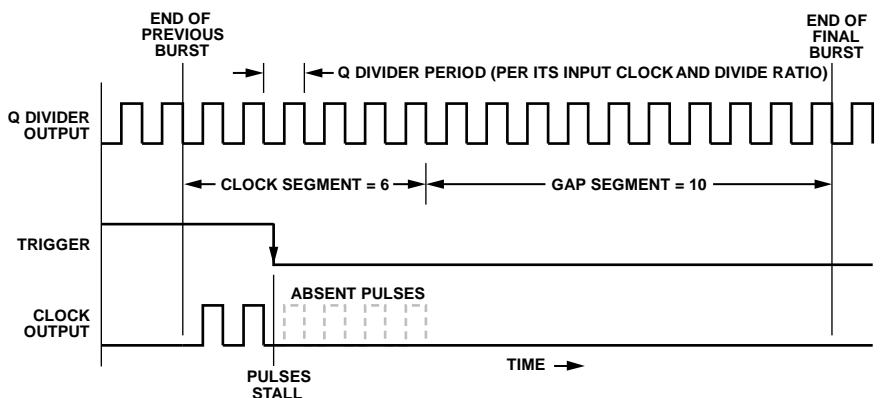 END OF
PREVIOUS
BURST
END OF
FINAL
BURST
Q DIVIDER PERIOD (PER ITS INPUT CLOCK AND DIVIDE RATIO)
Q DIVIDER
OUTPUT
CLOCK SEGMENT = 6
GAP SEGMENT = 10
TRIGGER
ABSENT PULSES
CLOCK
OUTPUT
TIME
PULSES
STALL